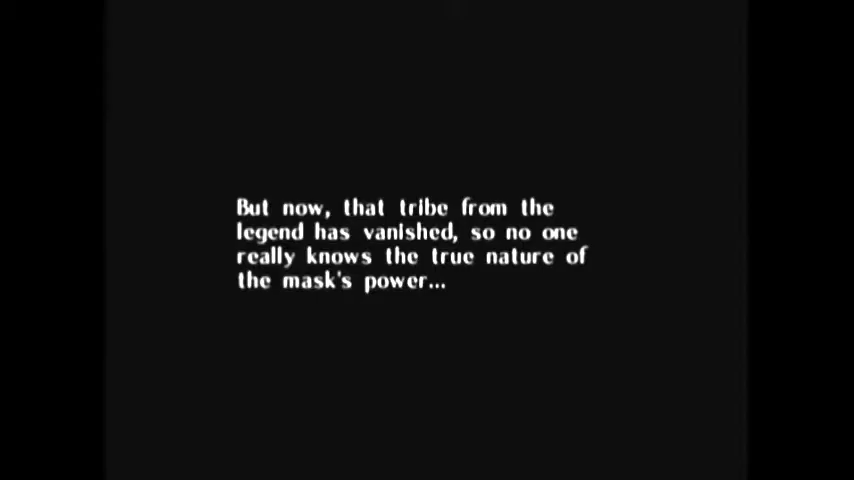 But now, that tribe from the
legend has vanished, so no one
really knows the true nature of
the mask's power...